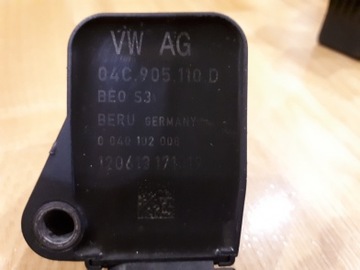 VW AG
04C.905.110 D
BE0 S3
BERU GERMANY
0 040 102 006